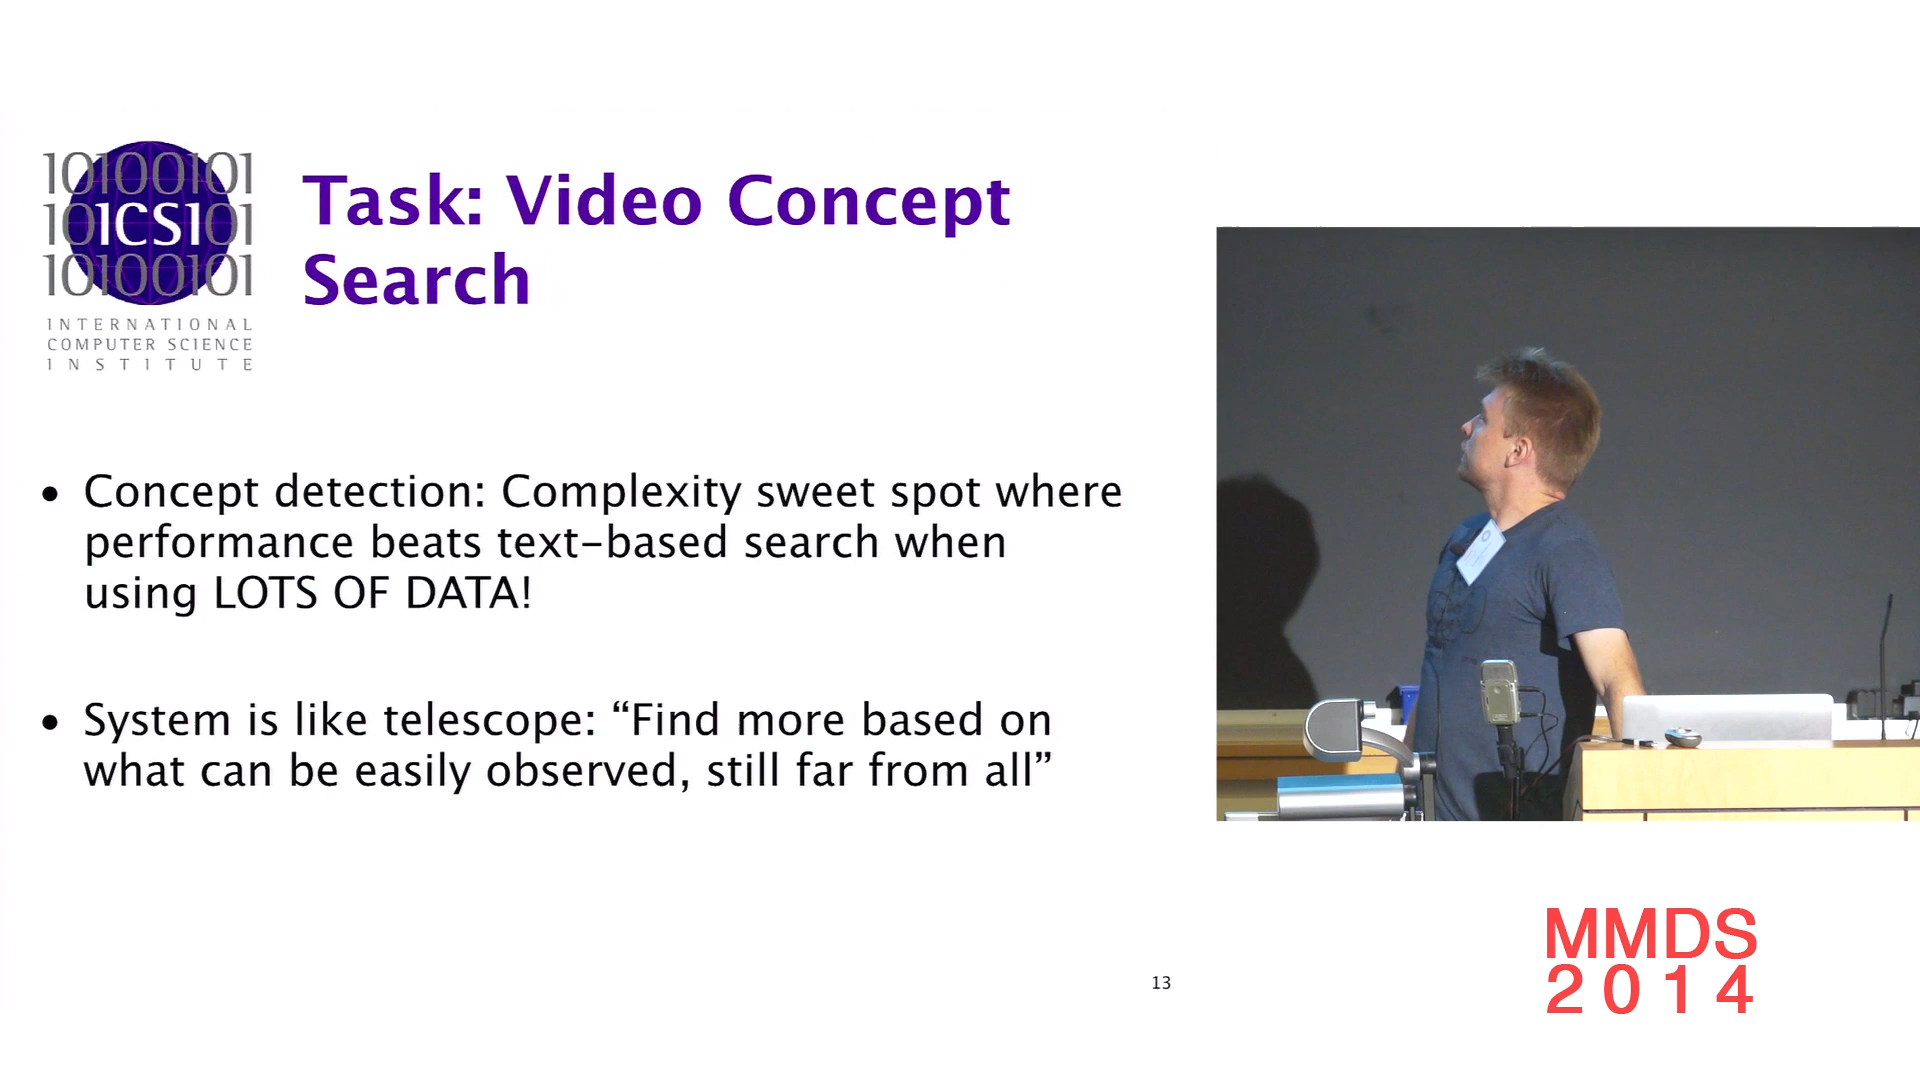 10100101
101ICSI01
10100101
INTERNATIONAL
COMPUTER SCIENCE
INSTITUTE
Task: Video Concept
Search
• Concept detection: Complexity sweet spot where
performance beats text-based search when
using LOTS OF DATA!
• System is like telescope: “Find more based on
what can be easily observed, still far from all”
13
MMDS
2014